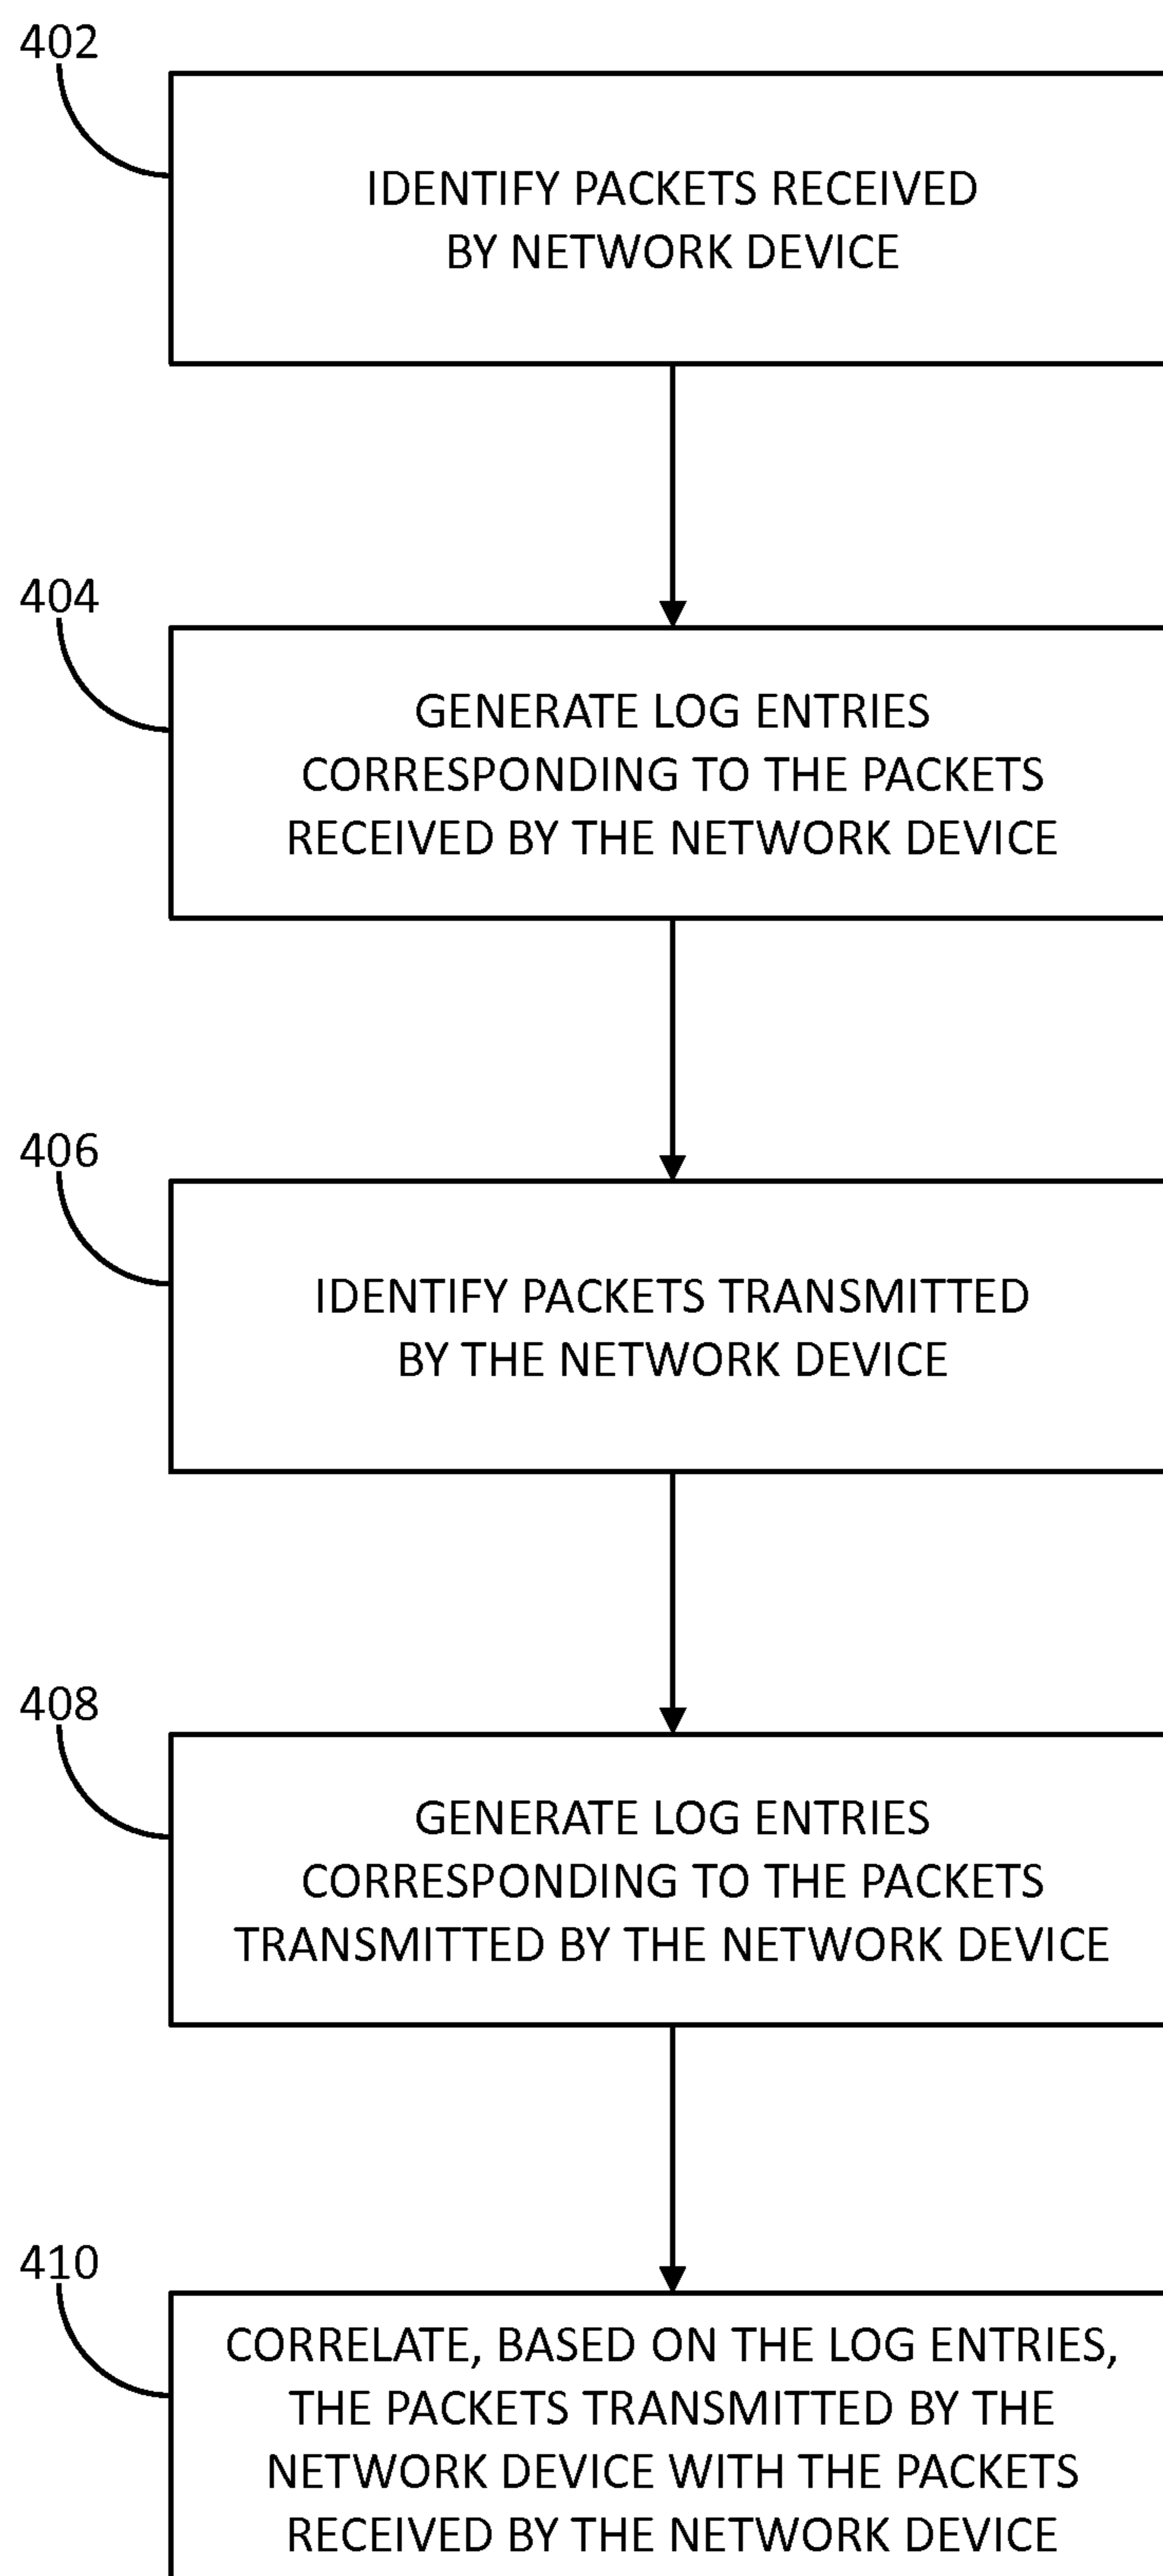 402
IDENTIFY PACKETS RECEIVED
BY NETWORK DEVICE
404
GENERATE LOG ENTRIES
CORRESPONDING TO THE PACKETS
RECEIVED BY THE NETWORK DEVICE
406
IDENTIFY PACKETS TRANSMITTED
BY THE NETWORK DEVICE
408
GENERATE LOG ENTRIES
CORRESPONDING TO THE PACKETS
TRANSMITTED BY THE NETWORK DEVICE
410
CORRELATE, BASED ON THE LOG ENTRIES,
THE PACKETS TRANSMITTED BY THE
NETWORK DEVICE WITH THE PACKETS
RECEIVED BY THE NETWORK DEVICE